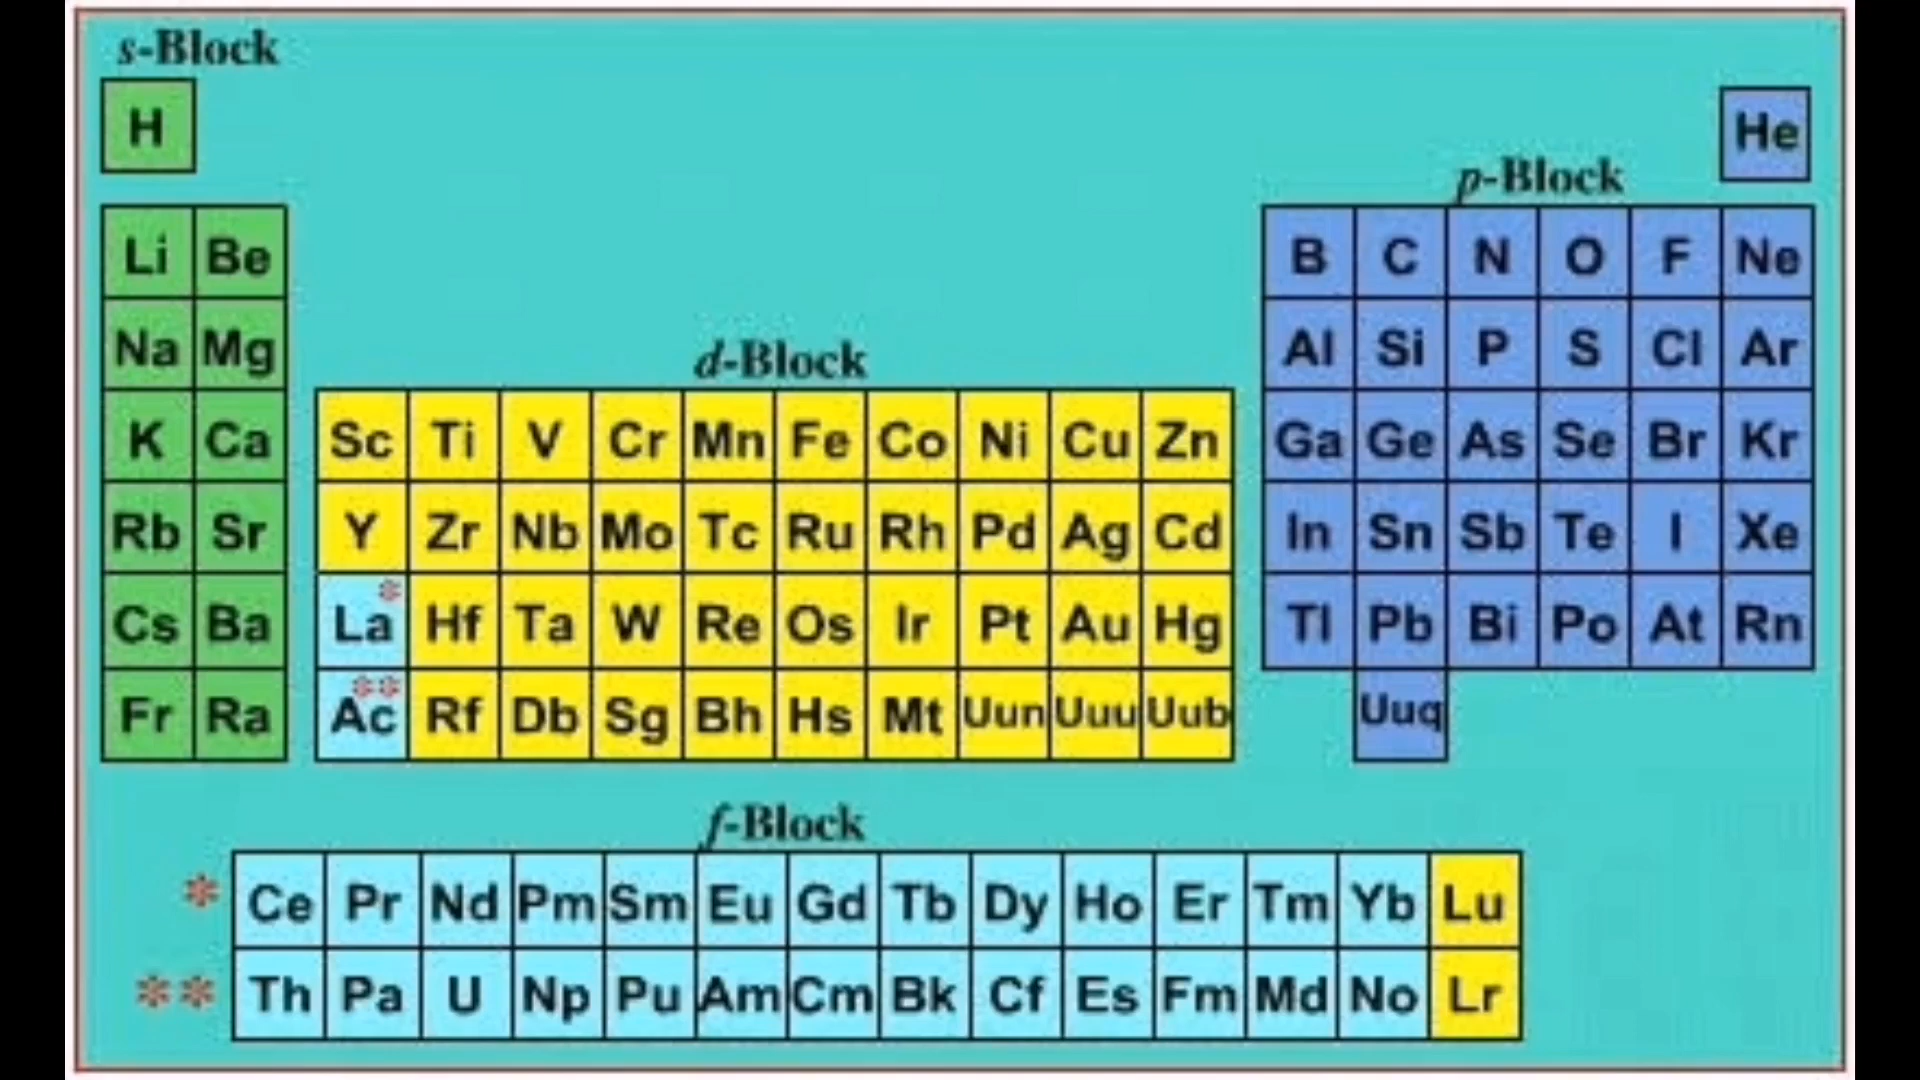 s-Block
H He
p-Block
Li Be B C N O F Ne
Na Mg Al Si P S Cl Ar
d-Block
K Ca Sc Ti V Cr Mn Fe Co Ni Cu Zn Ga Ge As Se Br Kr
Rb Sr Y Zr Nb Mo Tc Ru Rh Pd Ag Cd In Sn Sb Te I Xe
Cs Ba La* Hf Ta W Re Os Ir Pt Au Hg Tl Pb Bi Po At Rn
Fr Ra Ac** Rf Db Sg Bh Hs Mt Uun Uuu Uub Uuq
f-Block
* Ce Pr Nd Pm Sm Eu Gd Tb Dy Ho Er Tm Yb Lu
** Th Pa U Np Pu Am Cm Bk Cf Es Fm Md No Lr